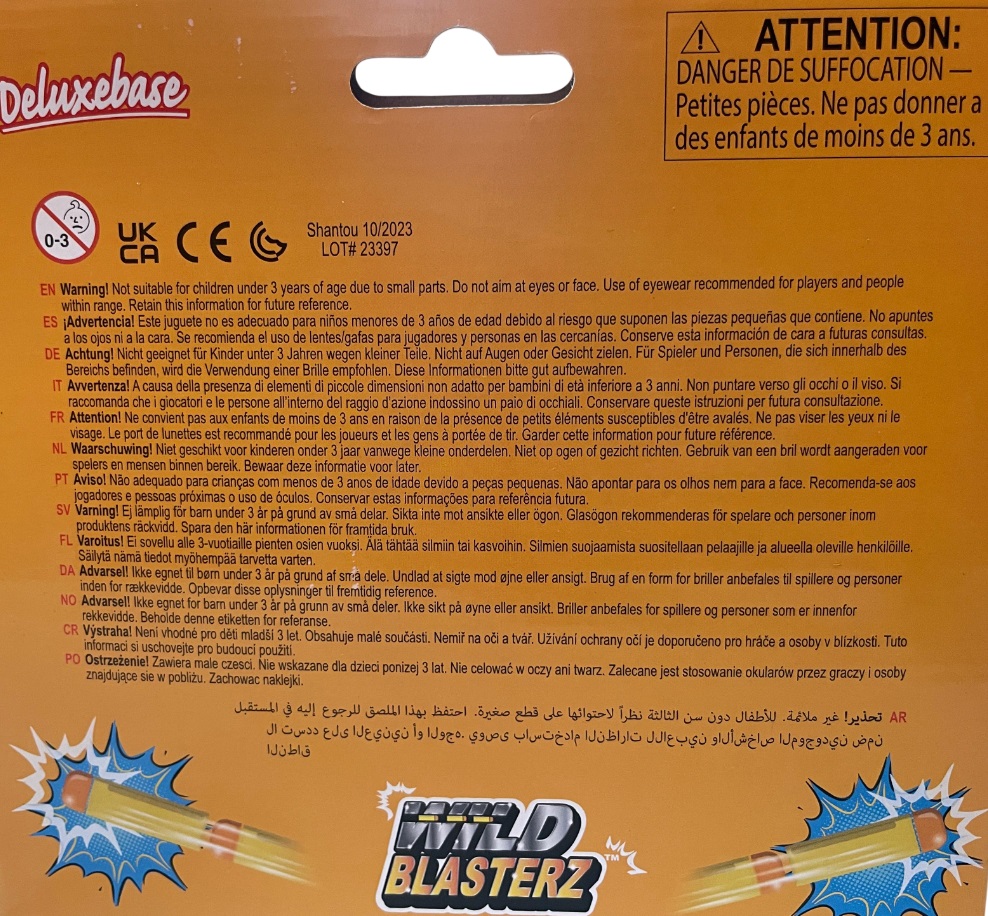 Deluxebase
ATTENTION:
DANGER DE SUFFOCATION —
Petites pièces. Ne pas donner a
des enfants de moins de 3 ans.
0-3
UK
CA
CE
Shantou 10/2023
LOT# 23397
EN Warning! Not suitable for children under 3 years of age due to small parts. Do not aim at eyes or face. Use of eyewear recommended for players and people
within range. Retain this information for future reference.
ES ¡Advertencia! Este juguete no es adecuado para niños menores de 3 años de edad debido al riesgo que suponen las piezas pequeñas que contiene. No apuntes
a los ojos ni a la cara. Se recomienda el uso de lentes/gafas para jugadores y personas en las cercanías. Conserve esta información de cara a futuras consultas.
DE Achtung! Nicht geeignet für Kinder unter 3 Jahren wegen kleiner Teile. Nicht auf Augen oder Gesicht zielen. Für Spieler und Personen, die sich innerhalb des
Bereichs befinden, wird die Verwendung einer Brille empfohlen. Diese Informationen bitte gut aufbewahren.
IT Avvertenza! A causa della presenza di elementi di piccole dimensioni non adatto per bambini di età inferiore a 3 anni. Non puntare verso gli occhi o il viso. Si
raccomanda che i giocatori e le persone all'interno del raggio d'azione indossino un paio di occhiali. Conservare queste istruzioni per futura consultazione.
FR Attention! Ne convient pas aux enfants de moins de 3 ans en raison de la présence de petits éléments susceptibles d'être avalés. Ne pas viser les yeux ni le
visage. Le port de lunettes est recommandé pour les joueurs et les gens à portée de tir. Garder cette information pour future référence.
NL Waarschuwing! Niet geschikt voor kinderen onder 3 jaar vanwege kleine onderdelen. Niet op ogen of gezicht richten. Gebruik van een bril wordt aangeraden voor
spelers en mensen binnen bereik. Bewaar deze informatie voor later.
PT Aviso! Não adequado para crianças com menos de 3 anos de idade devido a peças pequenas. Não apontar para os olhos nem para a face. Recomenda-se aos
jogadores e pessoas próximas o uso de óculos. Conservar estas informações para referência futura.
SV Varning! Ej lämplig för barn under 3 år på grund av små delar. Sikta inte mot ansikte eller ögon. Glasögon rekommenderas för spelare och personer inom
produktens räckvidd. Spara den här informationen för framtida bruk.
FL Varoitus! Ei sovellu alle 3-vuotiaille pienten osien vuoksi. Älä tähtää silmiin tai kasvoihin. Silmien suojaamista suositellaan pelaajille ja alueella oleville henkilöille.
Säilytä nämä tiedot myöhempää tarvetta varten.
DA Advarsel! Ikke egnet til børn under 3 år på grund af små dele. Undlad at sigte mod øjne eller ansigt. Brug af en form for briller anbefales til spillere og personer
inden for rækkevidde. Opbevar disse oplysninger til fremtidig reference.
NO Advarsel! Ikke egnet for barn under 3 år på grunn av små deler. Ikke sikt på øyne eller ansikt. Briller anbefales for spillere og personer som er innenfor
rekkevidde. Beholde denne etiketten for referanse.
CR Výstraha! Není vhodné pro děti mladší 3 let. Obsahuje malé součásti. Nemiř na oči a tvář. Užívání ochrany očí je doporučeno pro hráče a osoby v blízkosti. Tuto
informaci si uschovejte pro budoucí použití.
PO Ostrzeżenie! Zawiera male czesci. Nie wskazane dla dzieci ponizej 3 lat. Nie celować w oczy ani twarz. Zalecane jest stosowanie okularów przez graczy i osoby
znajdujące sie w pobliżu. Zachowac naklejki.
AR تحذير! غير ملائمة. للأطفال دون سن الثالثة نظراً لاحتوائها على قطع صغيرة. احتفظ بهذا الملصق للرجوع إليه في المستقبل
لا تسدد على العينين أو الوجه. يوصى باستخدام النظارات للاعبين والأشخاص الموجودين ضمن
النطاق
WILD
BLASTERZ™